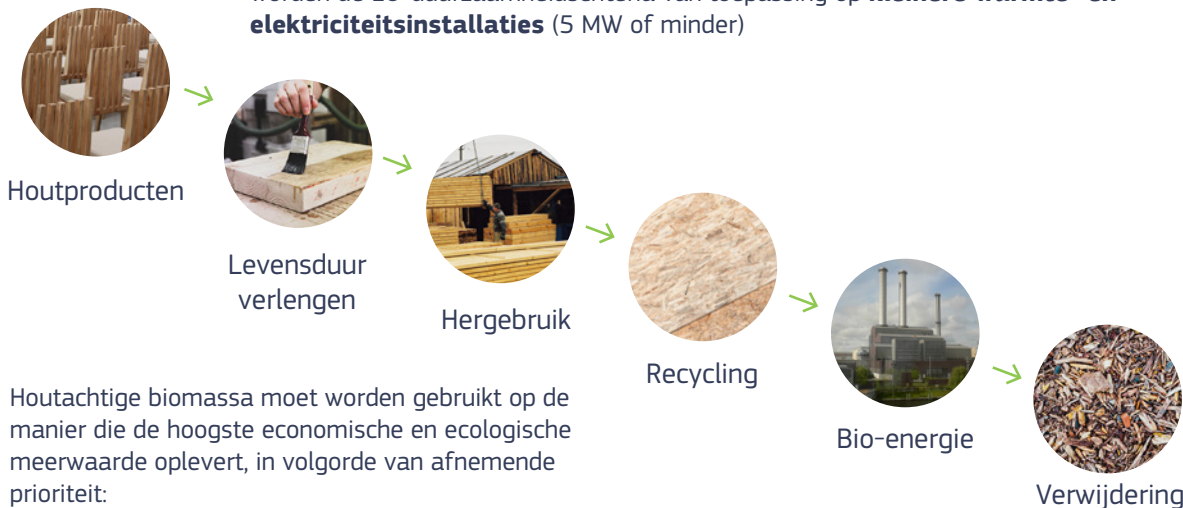 elektriciteitsinstallaties (5 MW of minder)
Houtproducten
Levensduur
verlengen
Hergebruik
Recycling
Bio-energie
Verwijdering
Houtachtige biomassa moet worden gebruikt op de
manier die de hoogste economische en ecologische
meerwaarde oplevert, in volgorde van afnemende
prioriteit: